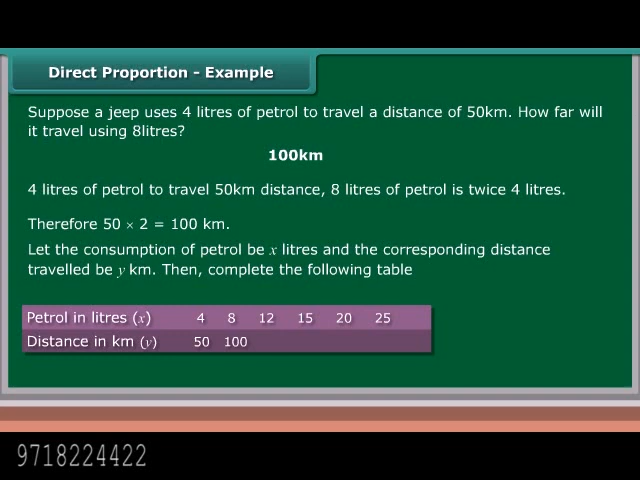 Direct Proportion - Example
Suppose a jeep uses 4 litres of petrol to travel a distance of 50km. How far will
it travel using 8litres?
100km
4 litres of petrol to travel 50km distance, 8 litres of petrol is twice 4 litres.
Therefore 50 × 2 = 100 km.
Let the consumption of petrol be x litres and the corresponding distance
travelled be y km. Then, complete the following table
Petrol in litres (x) 4 8 12 15 20 25
Distance in km (y) 50 100
9718224422